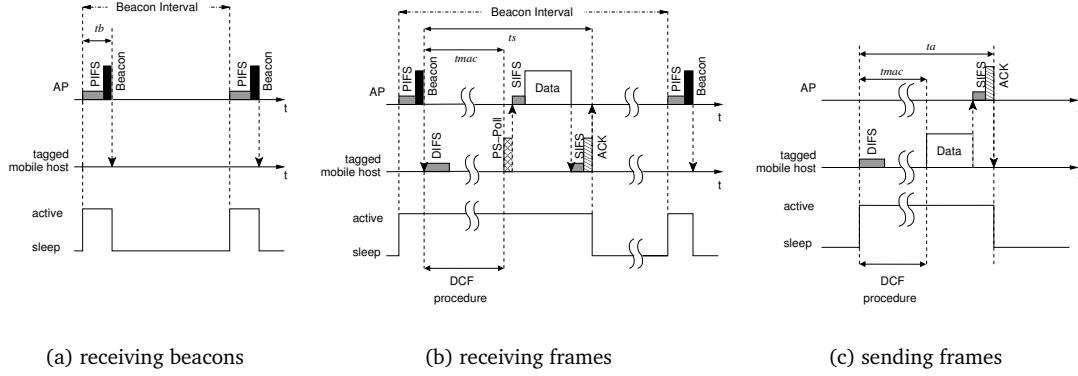 Beacon Interval
tb
PIFS
Beacon
PIFS
Beacon
AP
t
tagged
mobile host
t
active
sleep
(a) receiving beacons
Beacon Interval
ts
tmac
PIFS
Beacon
SIFS
Data
PIFS
Beacon
AP
t
DIFS
PS-Poll
SIFS
ACK
tagged
mobile host
t
active
sleep
DCF
procedure
(b) receiving frames
ta
tmac
SIFS
ACK
AP
t
DIFS
Data
tagged
mobile host
t
active
sleep
DCF
procedure
(c) sending frames